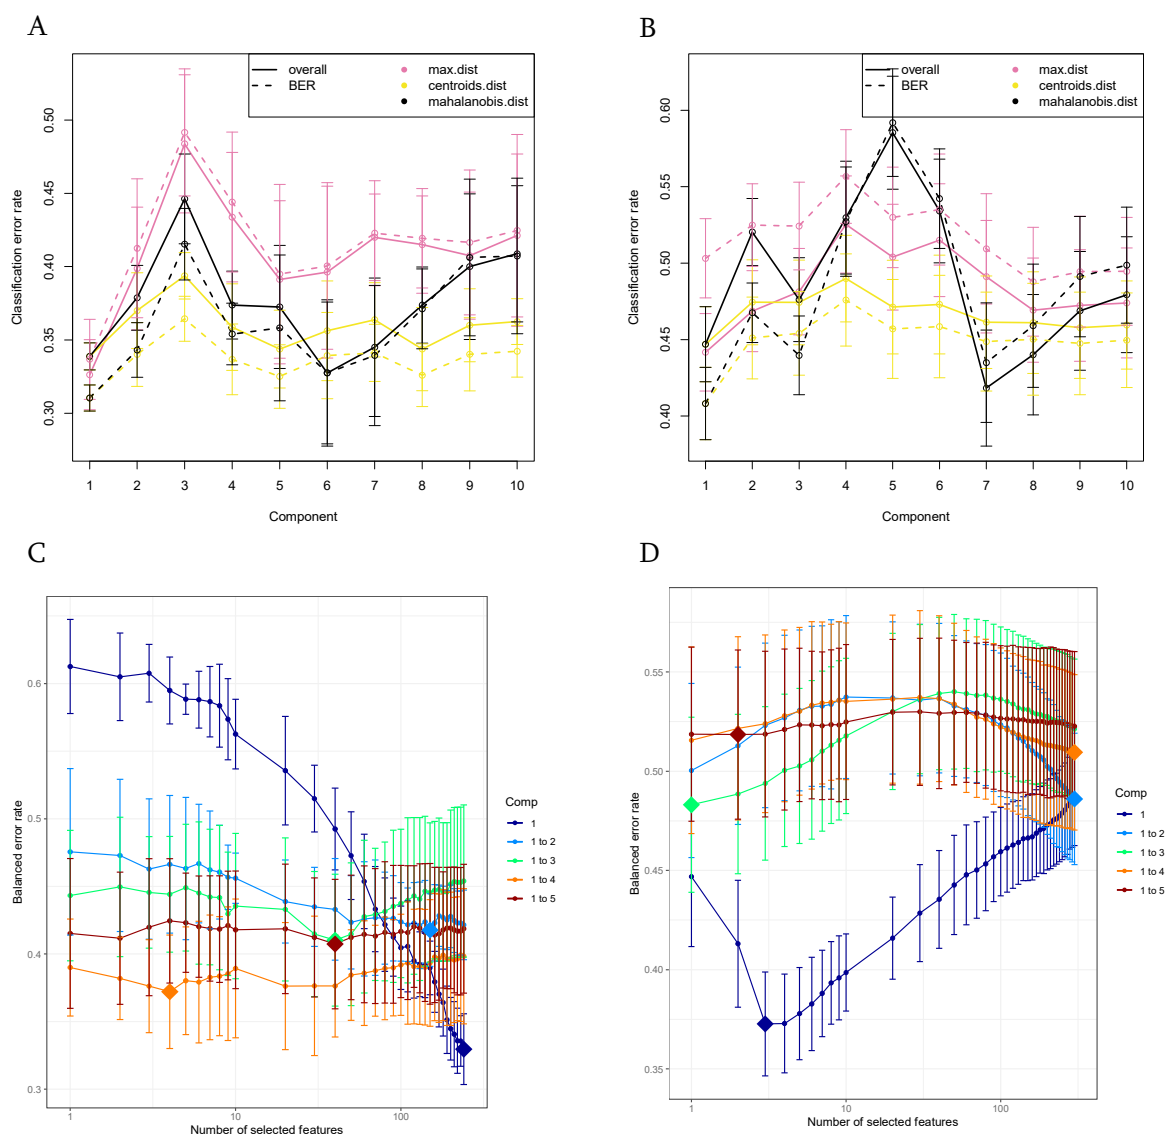 A
overall
BER
max.dist
centroids.dist
mahalanobis.dist
Classification error rate
0.50
0.45
0.40
0.35
0.30
1 2 3 4 5 6 7 8 9 10
Component
B
overall
BER
max.dist
centroids.dist
mahalanobis.dist
Classification error rate
0.60
0.55
0.50
0.45
0.40
1 2 3 4 5 6 7 8 9 10
Component
C
Balanced error rate
0.6
0.5
0.4
0.3
1 10 100
Number of selected features
Comp
1
1 to 2
1 to 3
1 to 4
1 to 5
D
Balanced error rate
0.55
0.50
0.45
0.40
0.35
1 10 100
Number of selected features
Comp
1
1 to 2
1 to 3
1 to 4
1 to 5